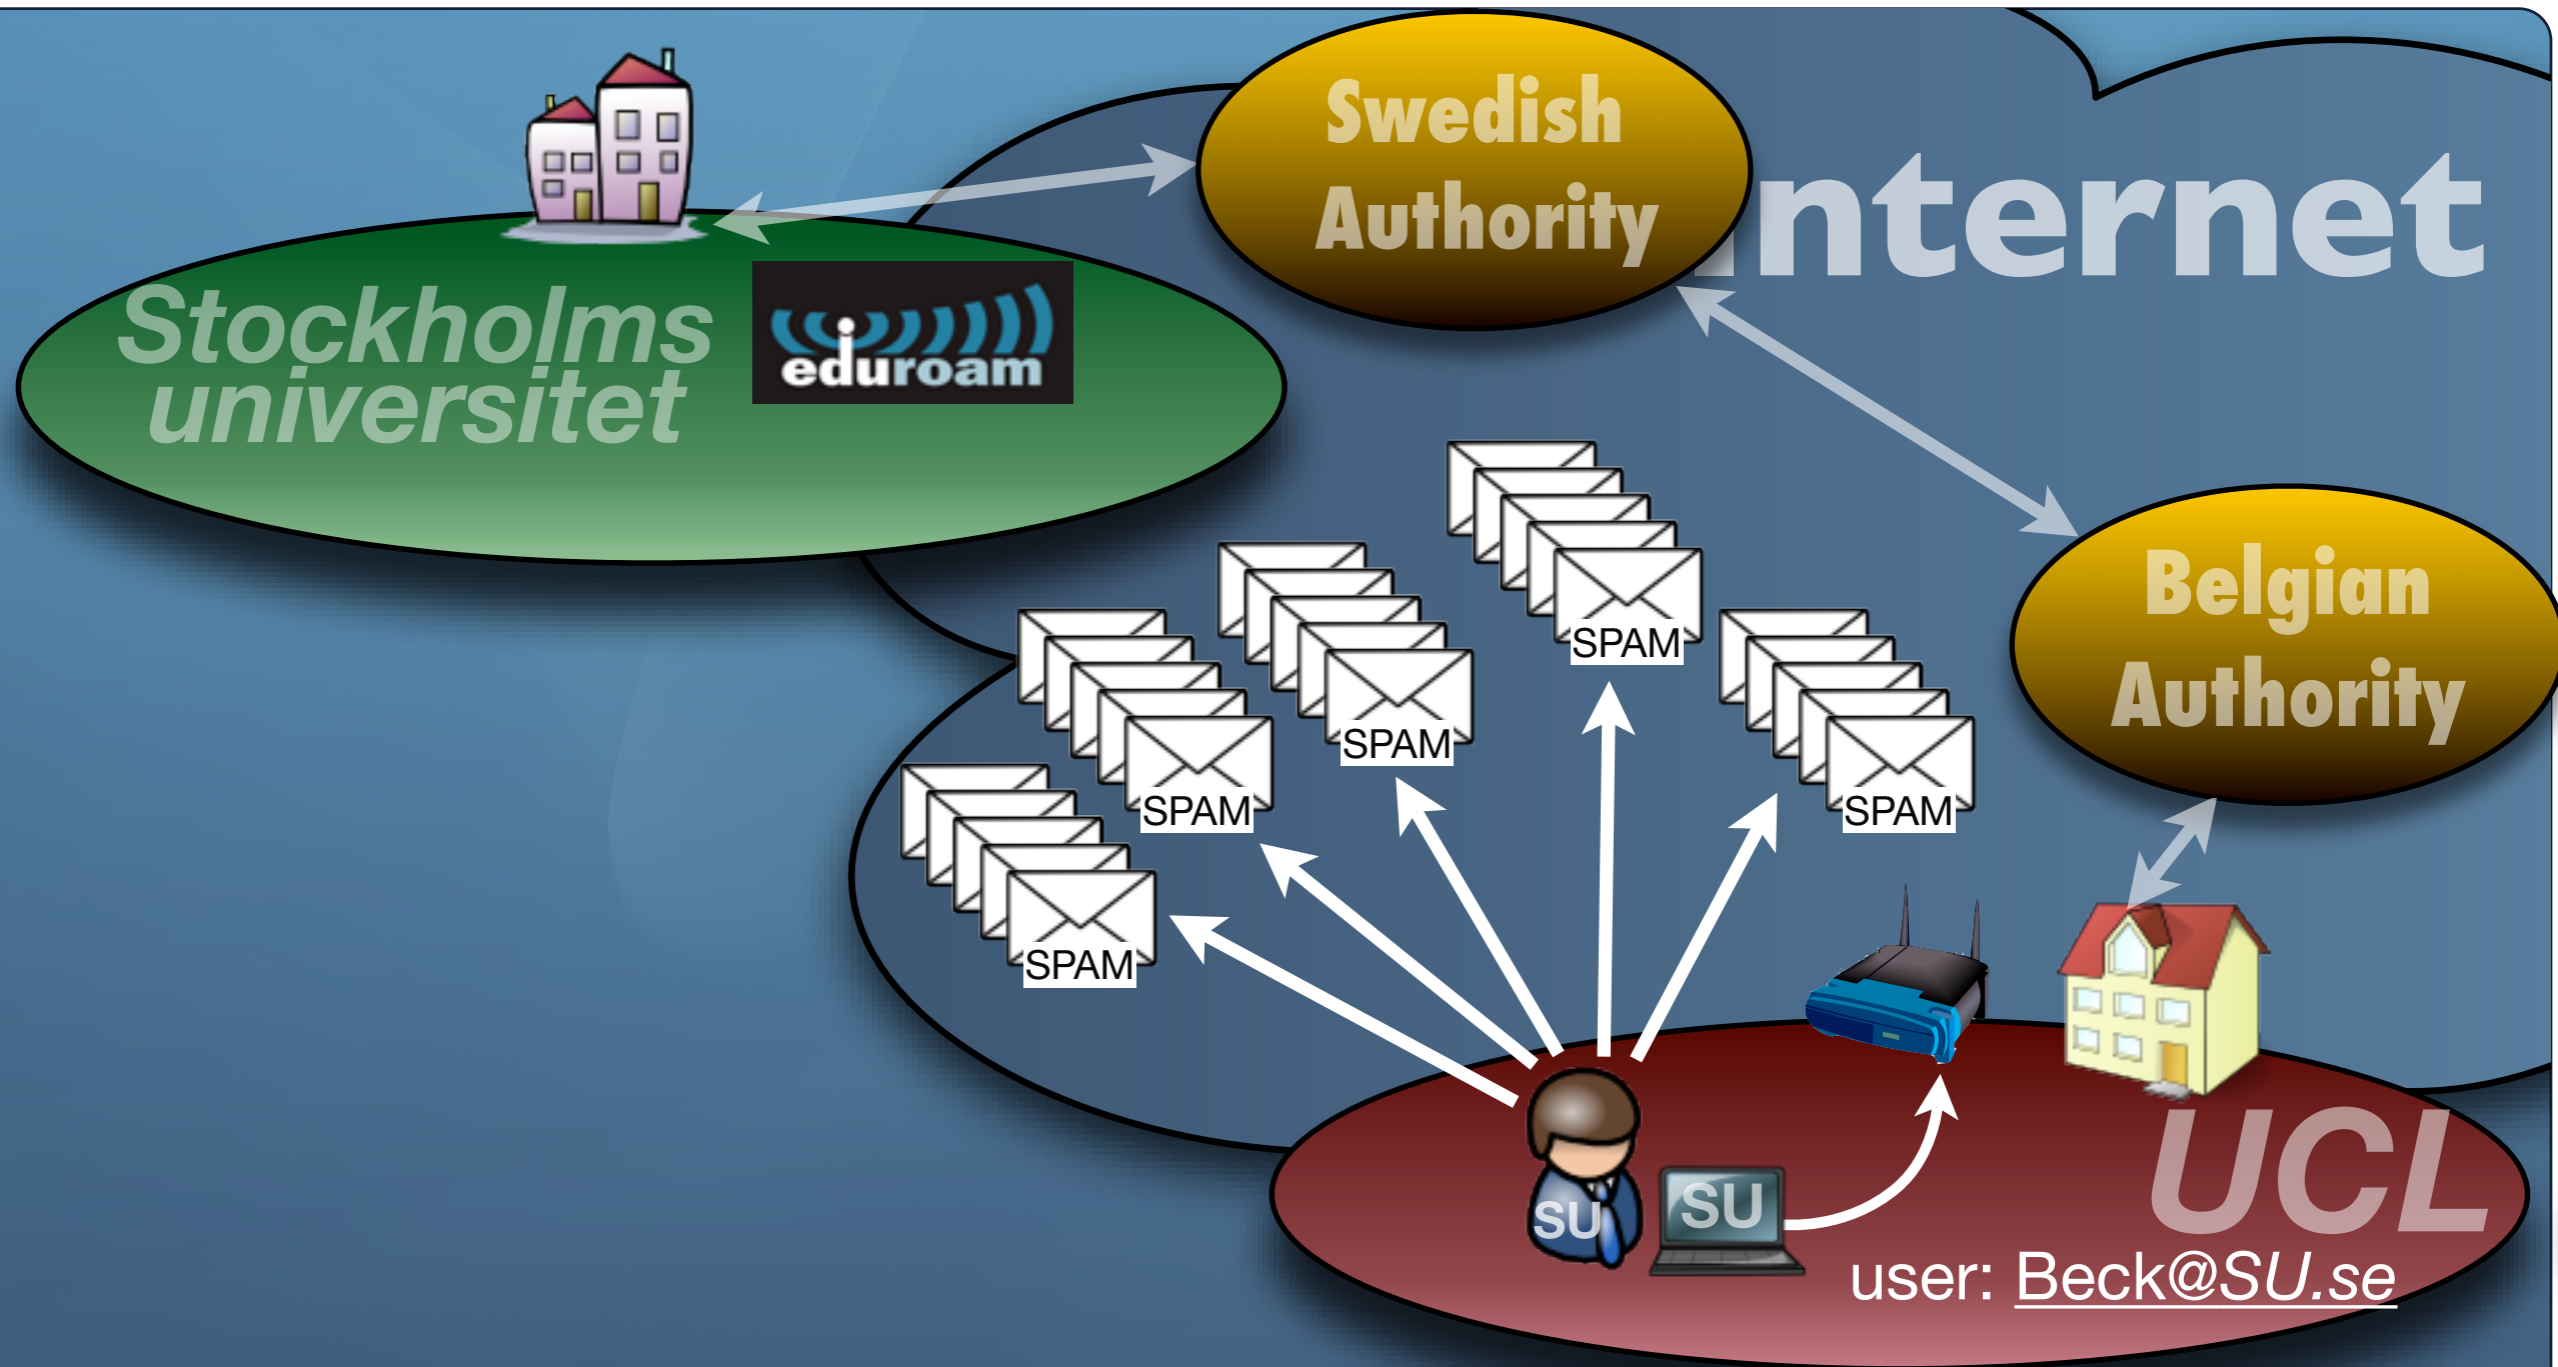 Swedish
Authority
nternet
Stockholms
universitet
eduroam
Belgian
Authority
SPAM
SPAM
SPAM
SPAM
SPAM
SU
SU
UCL
user: Beck@SU.se